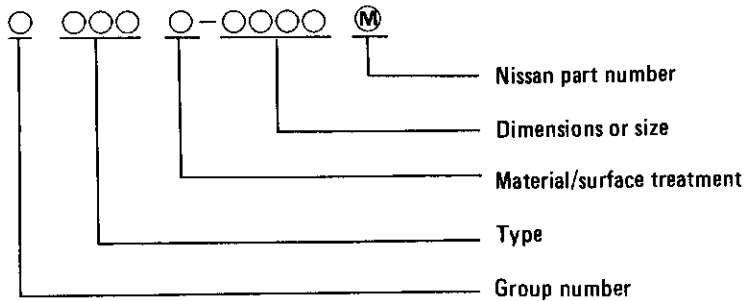 ○ ○○○ ○-○○○○ Ⓜ
Nissan part number
Dimensions or size
Material/surface treatment
Type
Group number